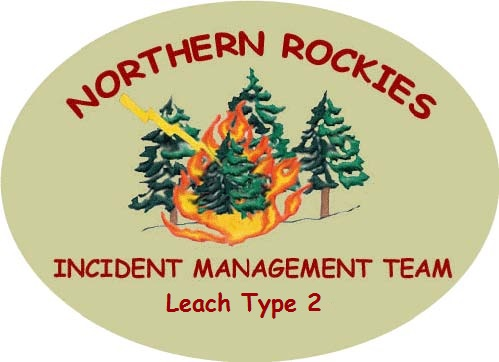 NORTHERN ROCKIES
INCIDENT MANAGEMENT TEAM
Leach Type 2